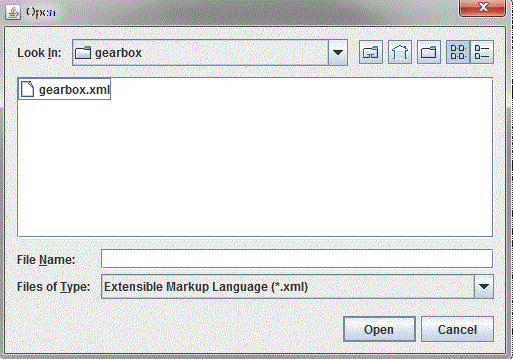 Open
Look In: gearbox
gearbox.xml
File Name:
Files of Type: Extensible Markup Language (*.xml)
Open Cancel